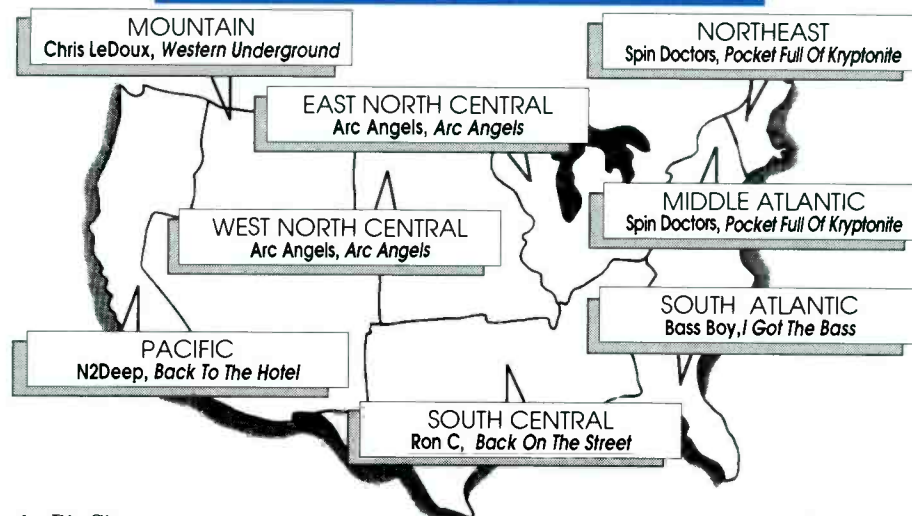 MOUNTAIN
Chris LeDoux, Western Underground
NORTHEAST
Spin Doctors, Pocket Full Of Kryptonite
EAST NORTH CENTRAL
Arc Angels, Arc Angels
MIDDLE ATLANTIC
Spin Doctors, Pocket Full Of Kryptonite
WEST NORTH CENTRAL
Arc Angels, Arc Angels
SOUTH ATLANTIC
Bass Boy,I Got The Bass
PACIFIC
N2Deep, Back To The Hotel
SOUTH CENTRAL
Ron C, Back On The Street